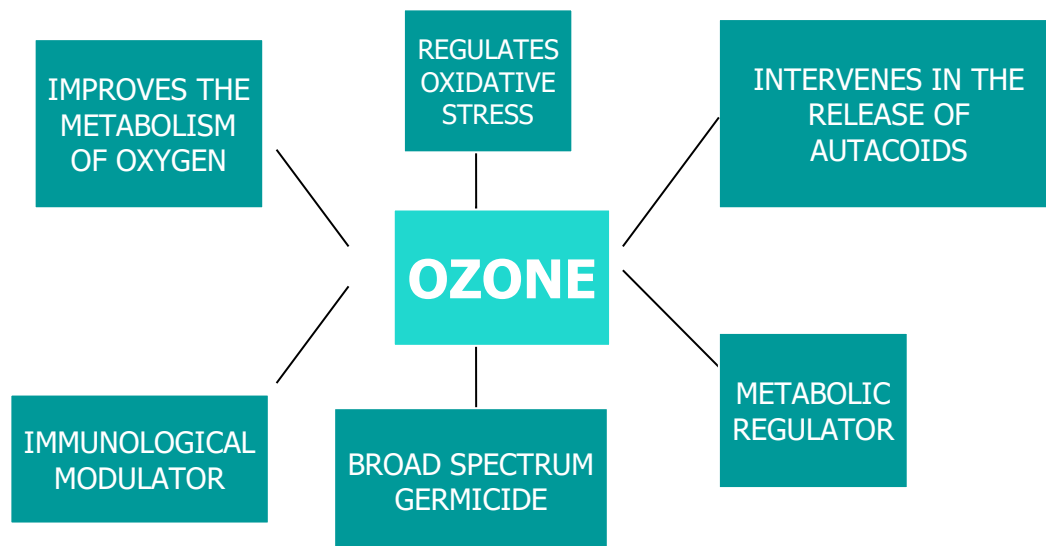 IMPROVES THE
METABOLISM
OF OXYGEN
REGULATES
OXIDATIVE
STRESS
INTERVENES IN THE
RELEASE OF
AUTACOIDS
OZONE
IMMUNOLOGICAL
MODULATOR
BROAD SPECTRUM
GERMICIDE
METABOLIC
REGULATOR